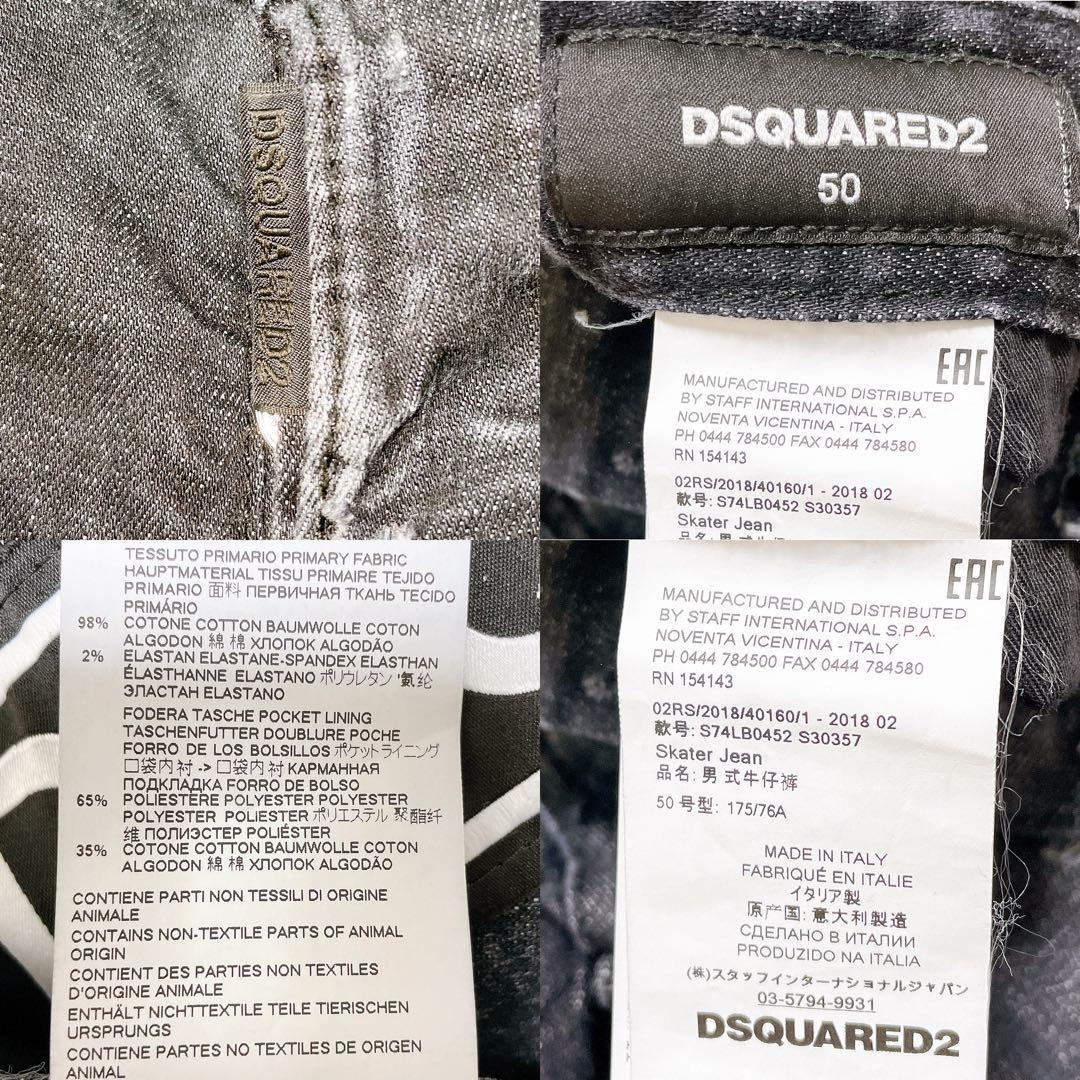 DSQUARED2
DSQUARED2
50
EAC
MANUFACTURED AND DISTRIBUTED
BY STAFF INTERNATIONAL S.P.A.
NOVENTA VICENTINA - ITALY
PH 0444 784500 FAX 0444 784580
RN 154143
02RS/2018/40160/1 - 2018 02
款号: S74LB0452 S30357
Skater Jean
TESSUTO PRIMARIO PRIMARY FABRIC
HAUPTMATERIAL TISSU PRIMAIRE TEJIDO
PRIMARIO 面料 ПЕРВИЧНАЯ ТКАНЬ TECIDO
PRIMÁRIO
98% COTONE COTTON BAUMWOLLE COTON
ALGODON 綿 棉 ХЛОПОК ALGODÃO
2% ELASTAN ELASTANE-SPANDEX ELASTHAN
ÉLASTHANNE ELASTANO ポリウレタン '氨纶
ЭЛАСТАН ELASTANO
FODERA TASCHE POCKET LINING
TASCHENFUTTER DOUBLURE POCHE
FORRO DE LOS BOLSILLOS ポケットライニング
口袋内衬 -> 口袋内衬 КАРМАННАЯ
ПОДКЛАДКА FORRO DE BOLSO
65% POLIESTERE POLYESTER POLYESTER
POLYESTER POLIESTER ポリエステル 聚酯纤
维 ПОЛИЭСТЕР POLIÉSTER
35% COTONE COTTON BAUMWOLLE COTON
ALGODON 綿 棉 ХЛОПОК ALGODÃO
CONTIENE PARTI NON TESSILI DI ORIGINE
ANIMALE
CONTAINS NON-TEXTILE PARTS OF ANIMAL
ORIGIN
CONTIENT DES PARTIES NON TEXTILES
D'ORIGINE ANIMALE
ENTHÄLT NICHTTEXTILE TEILE TIERISCHEN
URSPRUNGS
CONTIENE PARTES NO TEXTILES DE ORIGEN
ANIMAL
EAC
MANUFACTURED AND DISTRIBUTED
BY STAFF INTERNATIONAL S.P.A.
NOVENTA VICENTINA - ITALY
PH 0444 784500 FAX 0444 784580
RN 154143
02RS/2018/40160/1 - 2018 02
款号: S74LB0452 S30357
Skater Jean
品名: 男 式牛仔裤
50 号型: 175/76A
MADE IN ITALY
FABRIQUÉ EN ITALIE
イタリア製
原产国: 意大利製造
СДЕЛАНО В ИТАЛИИ
PRODUZIDO NA ITALIA
(株)スタッフインターナショナルジャパン
03-5794-9931
DSQUARED2